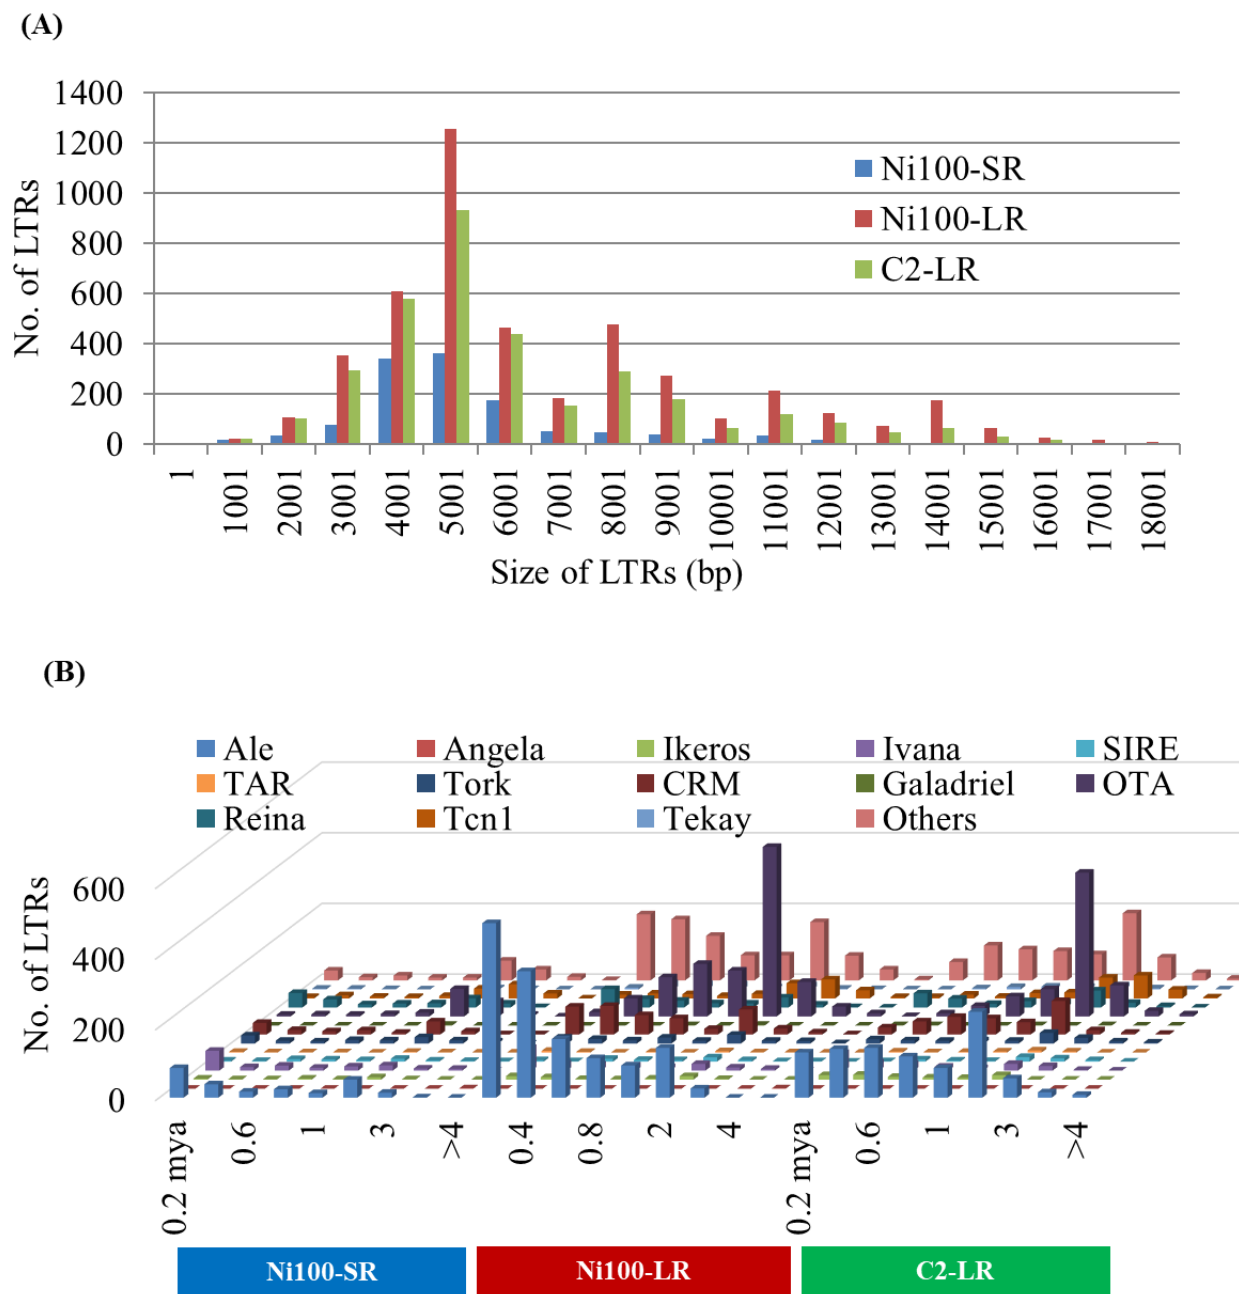 (A)
1400
1200
1000
800
600
400
200
0
No. of LTRs
Ni100-SR
Ni100-LR
C2-LR
1 1001 2001 3001 4001 5001 6001 7001 8001 9001 10001 11001 12001 13001 14001 15001 16001 17001 18001
Size of LTRs (bp)
(B)
Ale Angela Ikeros Ivana SIRE
TAR Tork CRM Galadriel OTA
Reina Tcn1 Tekay Others
600
400
200
0
No. of LTRs
0.2 mya 0.6 1 3 >4 0.4 0.8 2 4 0.2 mya 0.6 1 3 >4
Ni100-SR Ni100-LR C2-LR